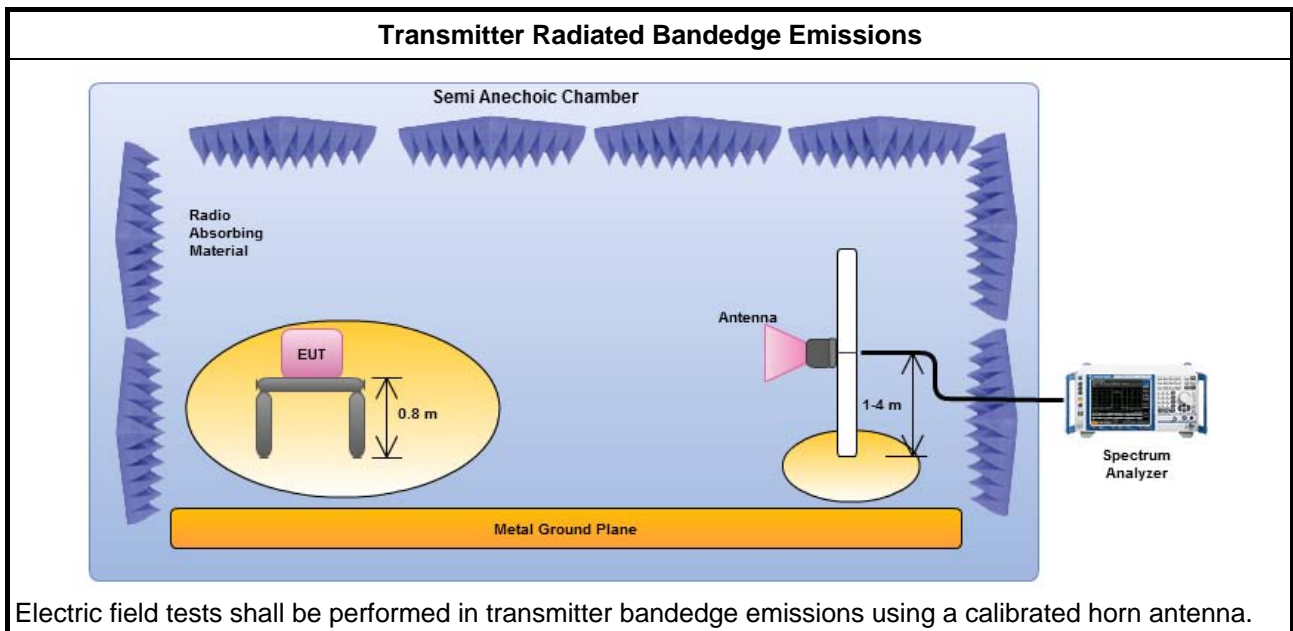 Transmitter Radiated Bandedge Emissions
Semi Anechoic Chamber
Radio
Absorbing
Material
Antenna
EUT
0.8 m
1-4 m
Spectrum
Analyzer
Metal Ground Plane
Electric field tests shall be performed in transmitter bandedge emissions using a calibrated horn antenna.